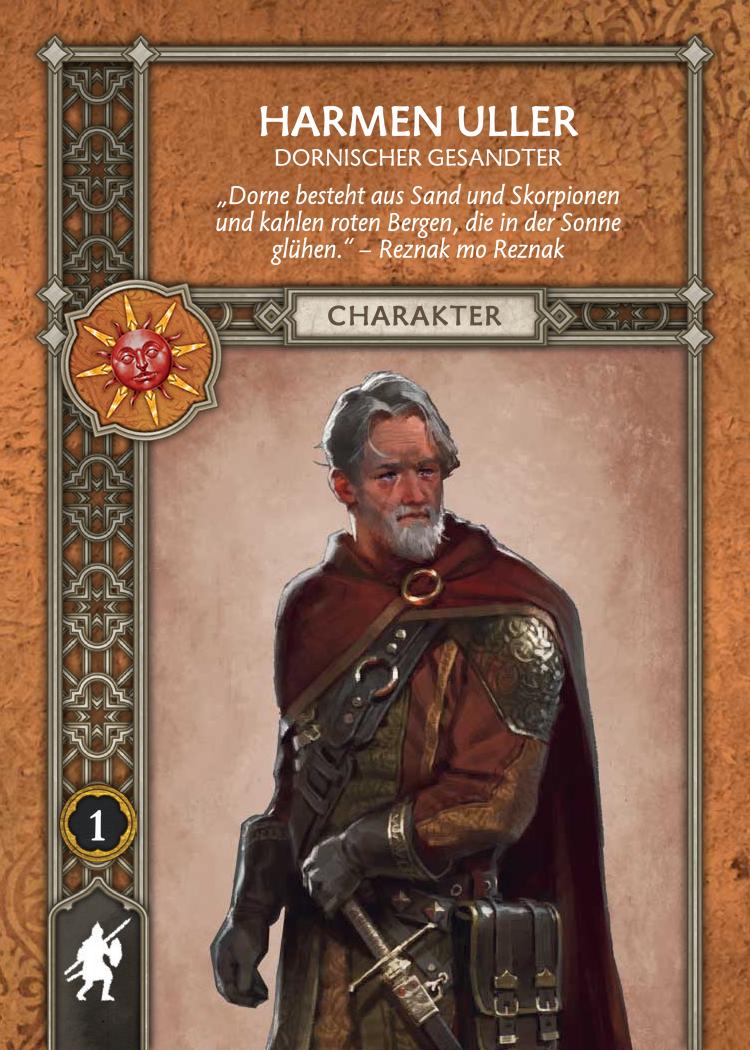 HARMEN ULLER
DORNISCHER GESANDTER
„Dorne besteht aus Sand und Skorpionen
und kahlen roten Bergen, die in der Sonne
glühen.“ – Reznak mo Reznak
CHARAKTER
1